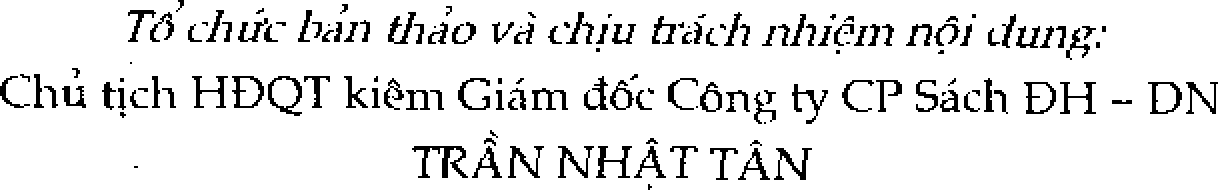 Tổ chức bản thảo và chịu trách nhiệm nội dung:
Chủ tịch HĐQT kiêm Giám đốc Công ty CP Sách ĐH – DN
TRẦN NHẬT TÂN